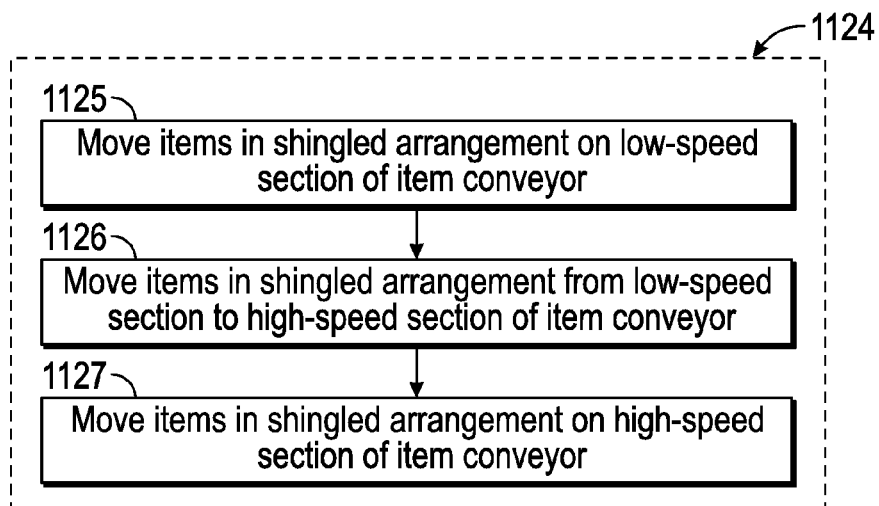 1124
1125
Move items in shingled arrangement on low-speed
section of item conveyor
1126
Move items in shingled arrangement from low-speed
section to high-speed section of item conveyor
1127
Move items in shingled arrangement on high-speed
section of item conveyor